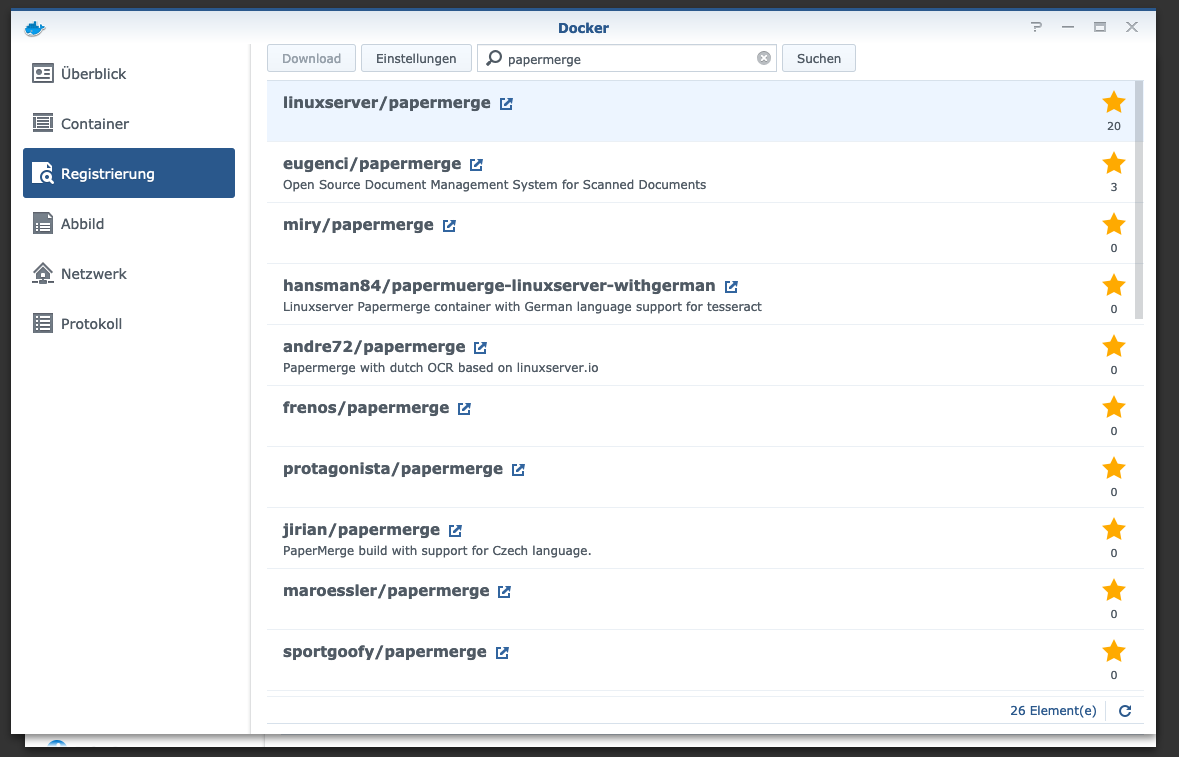 Docker
Überblick
Container
Registrierung
Abbild
Netzwerk
Protokoll
Download Einstellungen papermerge Suchen
linuxserver/papermerge
20
eugenci/papermerge
Open Source Document Management System for Scanned Documents
3
miry/papermerge
0
hansman84/papermuerge-linuxserver-withgerman
Linuxserver Papermerge container with German language support for tesseract
0
andre72/papermerge
Papermerge with dutch OCR based on linuxserver.io
0
frenos/papermerge
0
protagonista/papermerge
0
jirian/papermerge
PaperMerge build with support for Czech language.
0
maroessler/papermerge
0
sportgoofy/papermerge
0
26 Element(e)